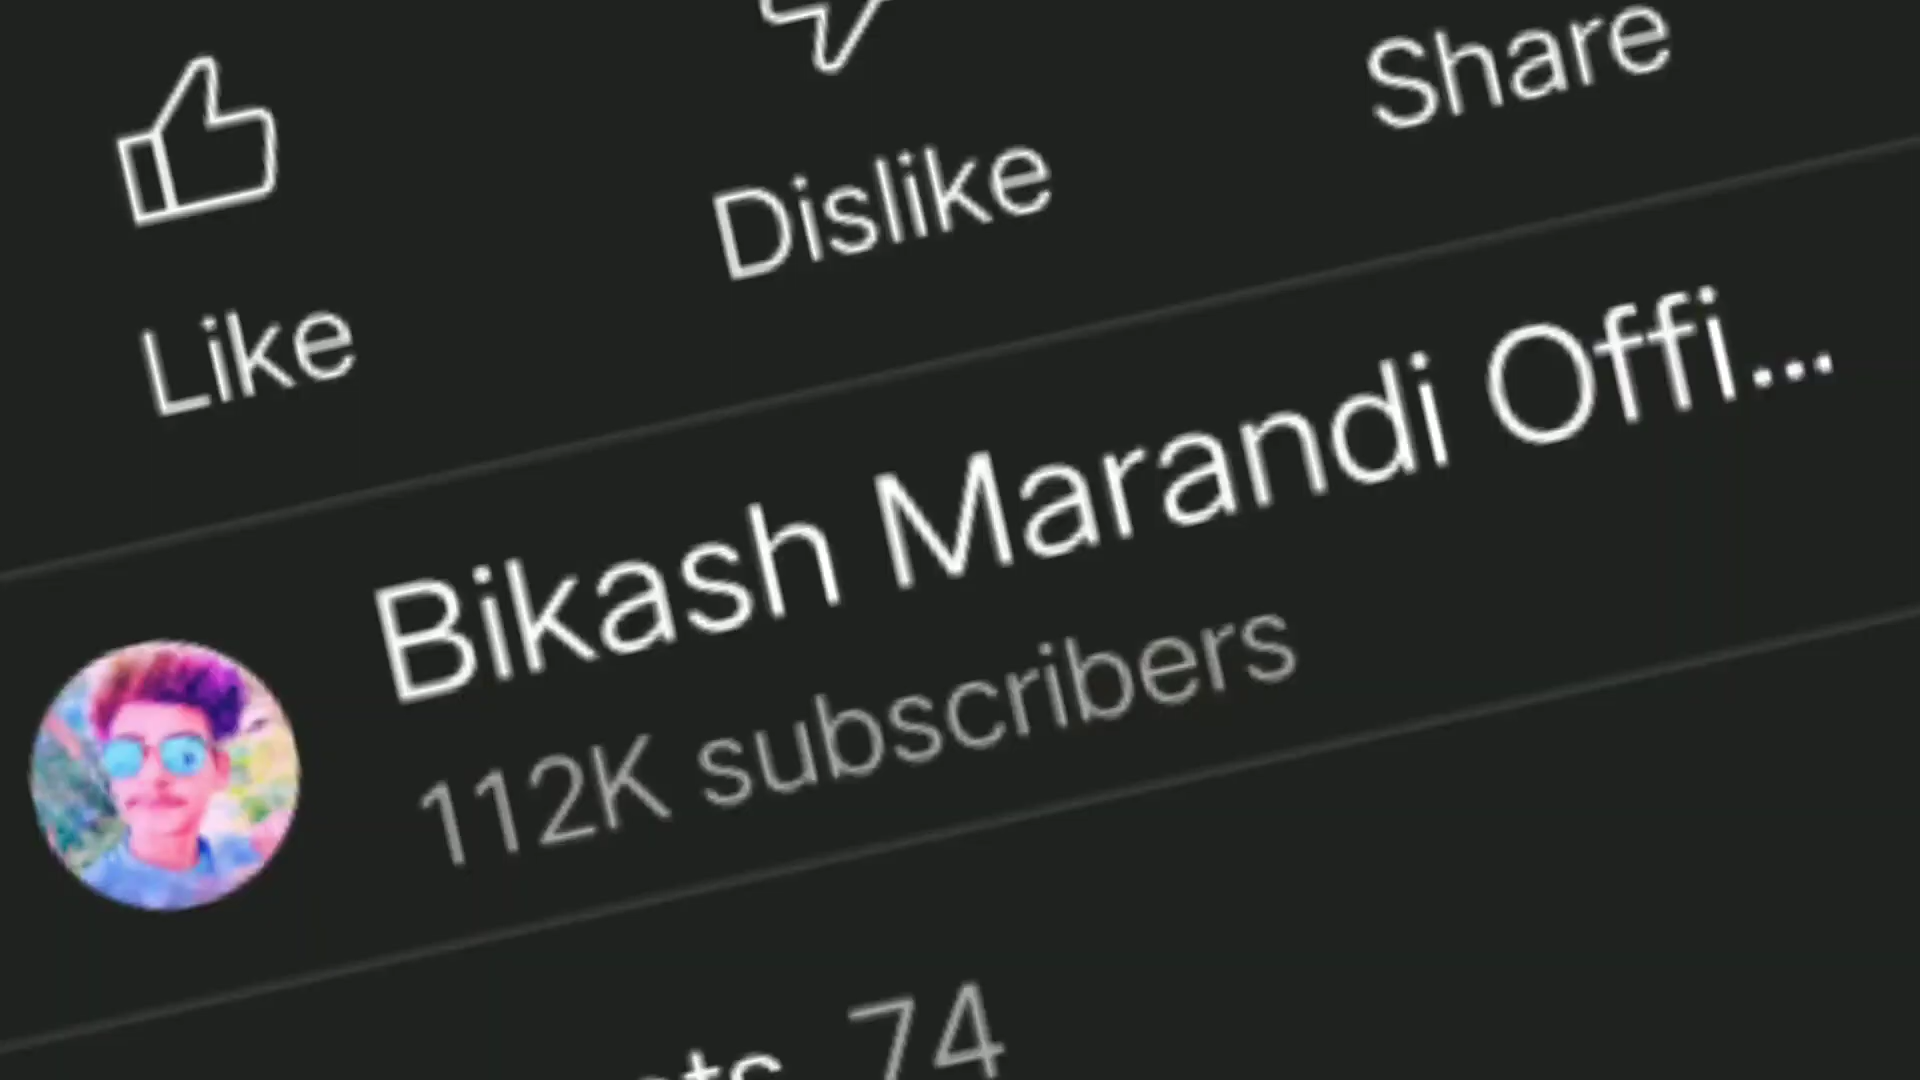 Like
Dislike
Share
Bikash Marandi Offi...
112K subscribers
74